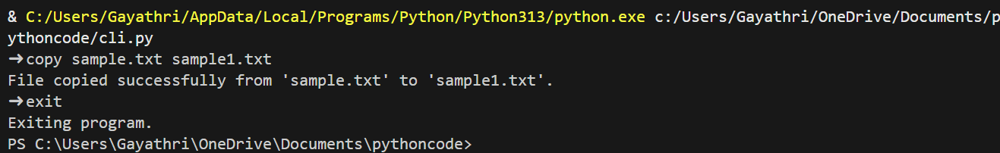 & C:/Users/Gayathri/AppData/Local/Programs/Python/Python313/python.exe c:/Users/Gayathri/OneDrive/Documents/p
ythoncode/cli.py
➜copy sample.txt sample1.txt
File copied successfully from 'sample.txt' to 'sample1.txt'.
➜exit
Exiting program.
PS C:\Users\Gayathri\OneDrive\Documents\pythoncode>